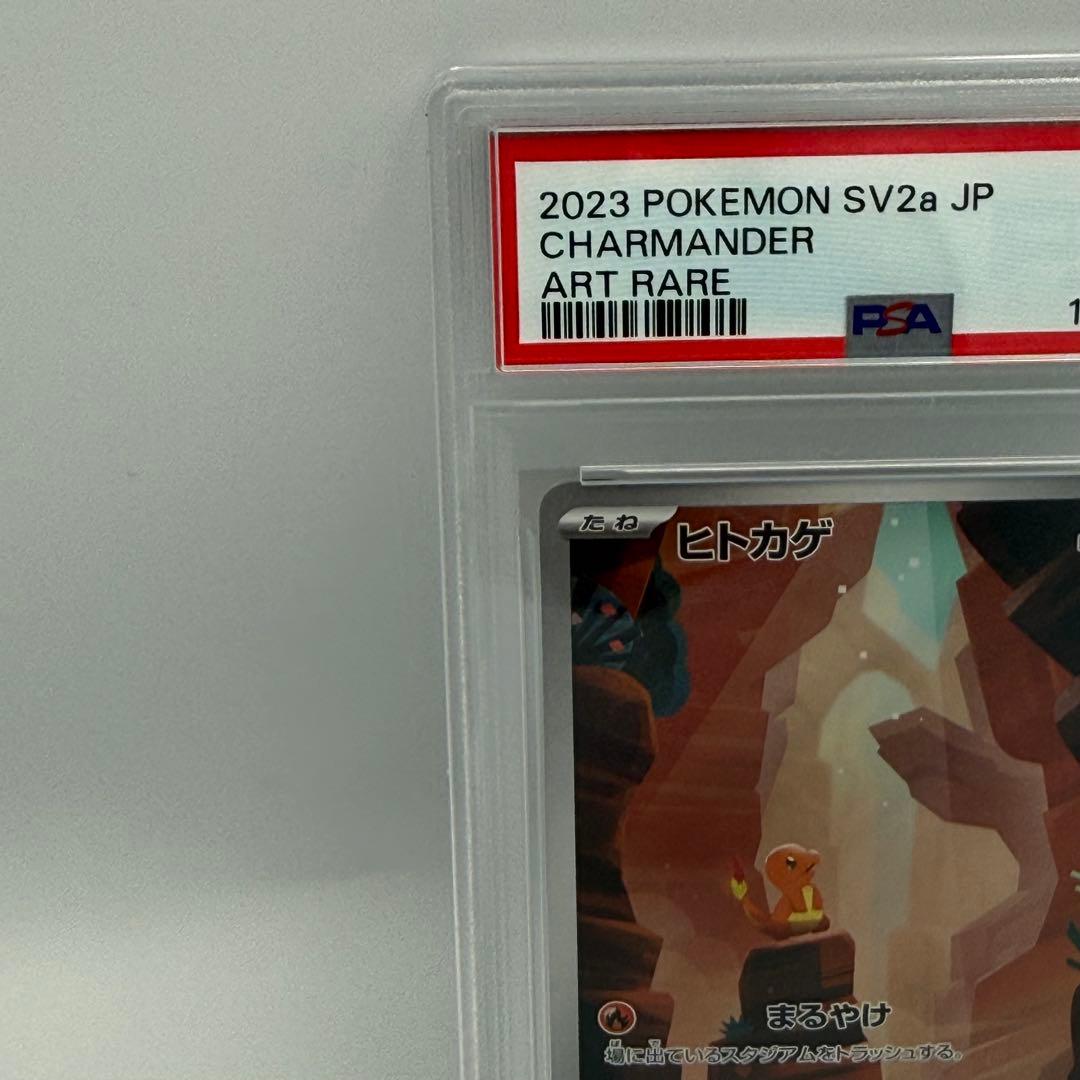 2023 POKEMON SV2a JP
CHARMANDER
ART RARE
PSA
たね
ヒトカゲ
まるやけ
場に出ているスタジアムをトラッシュする。